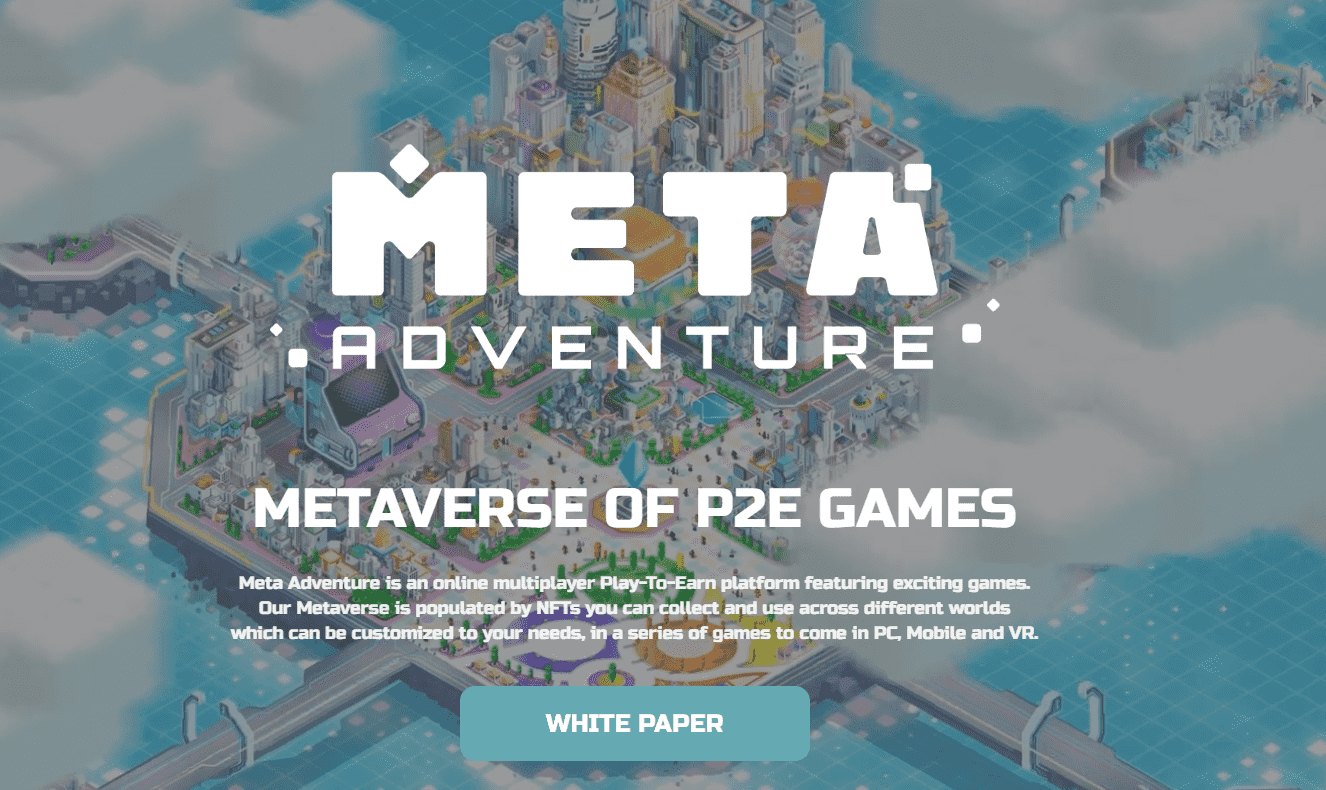 META
ADVENTURE
METAVERSE OF P2E GAMES
Meta Adventure is an online multiplayer Play-To-Earn platform featuring exciting games.
Our Metaverse is populated by NFTs you can collect and use across different worlds
which can be customized to your needs, in a series of games to come in PC, Mobile and VR.
WHITE PAPER